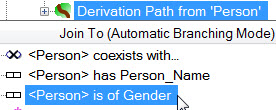 Derivation Path from 'Person'
Join To (Automatic Branching Mode)
<Person> coexists with...
<Person> has Person_Name
<Person> is of Gender